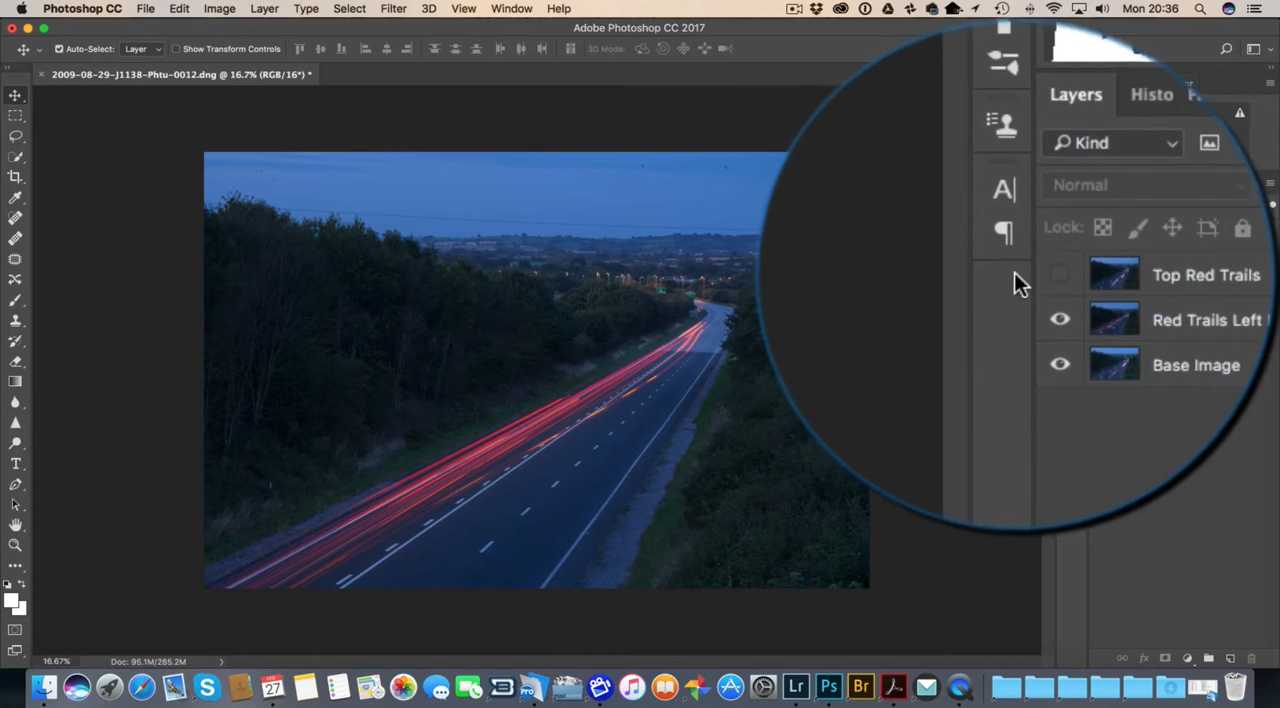 Photoshop CC File Edit Image Layer Type Select Filter 3D View Window Help Mon 20:36
Adobe Photoshop CC 2017
Auto-Select: Layer Show Transform Controls 3D Mode:
2009-08-29-J1138-Phtu-0012.dng @ 16.7% (RGB/16*) *
Layers Histo
Kind
Normal
Lock:
Top Red Trails
Red Trails Left
Base Image
16.67% Doc: 95.1M/285.2M
FEB
27
Lr Ps Br